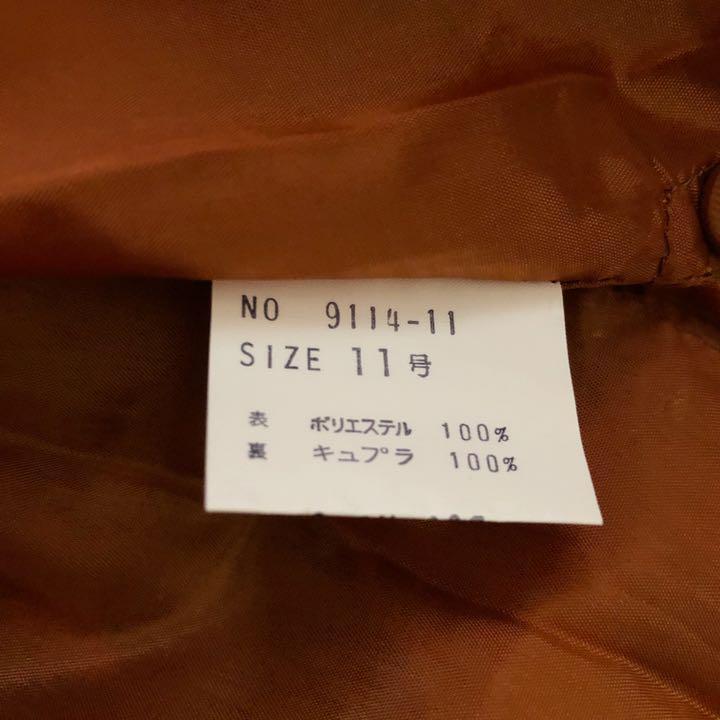 NO 9114-11
SIZE 11号
表 ポリエステル 100%
裏 キュプラ 100%